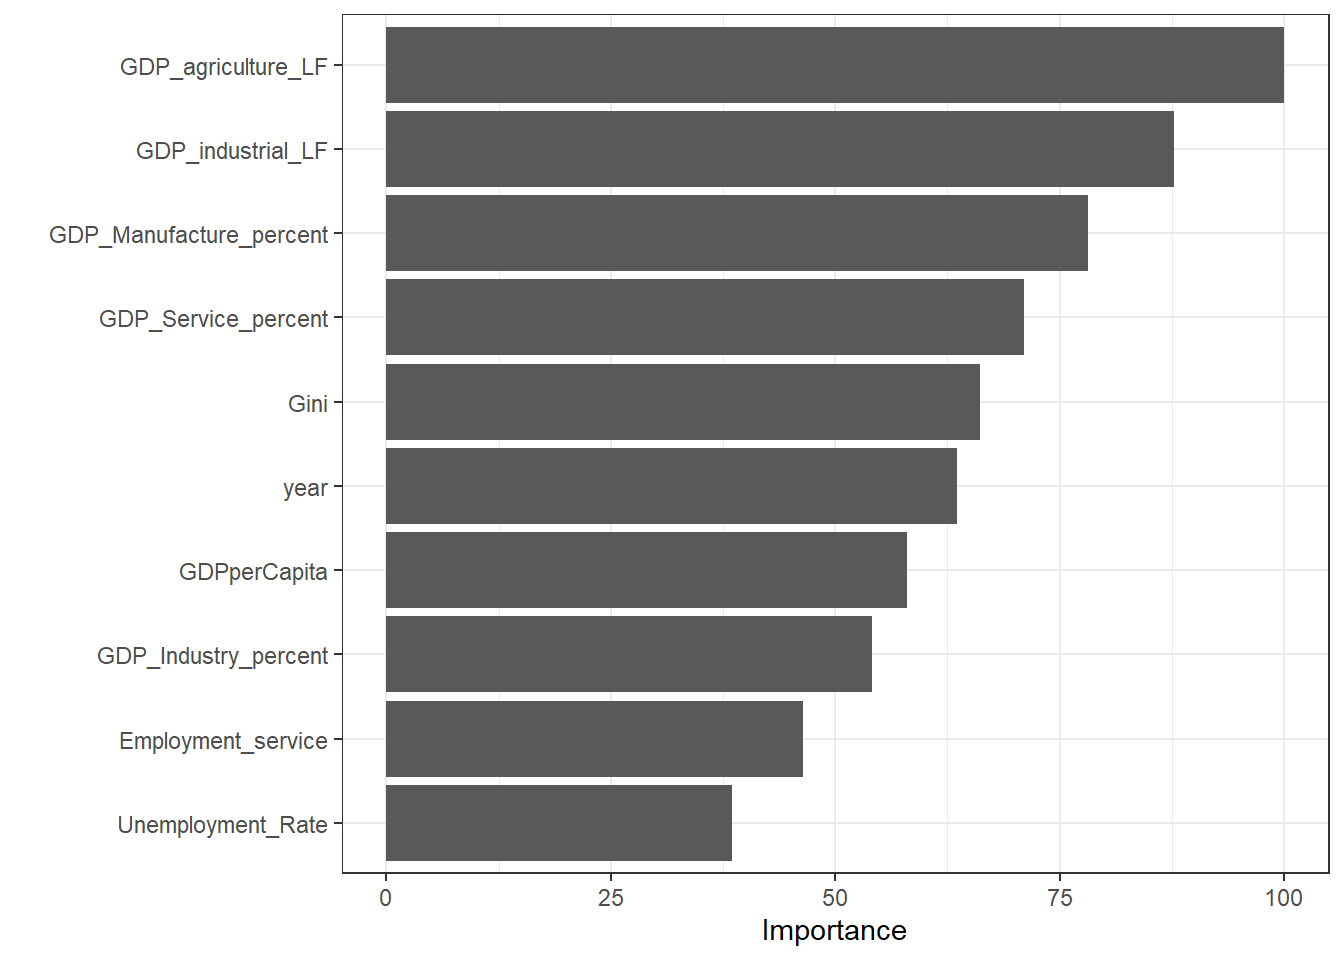 GDP_agriculture_LF
GDP_industrial_LF
GDP_Manufacture_percent
GDP_Service_percent
Gini
year
GDPperCapita
GDP_Industry_percent
Employment_service
Unemployment_Rate
0 25 50 75 100
Importance